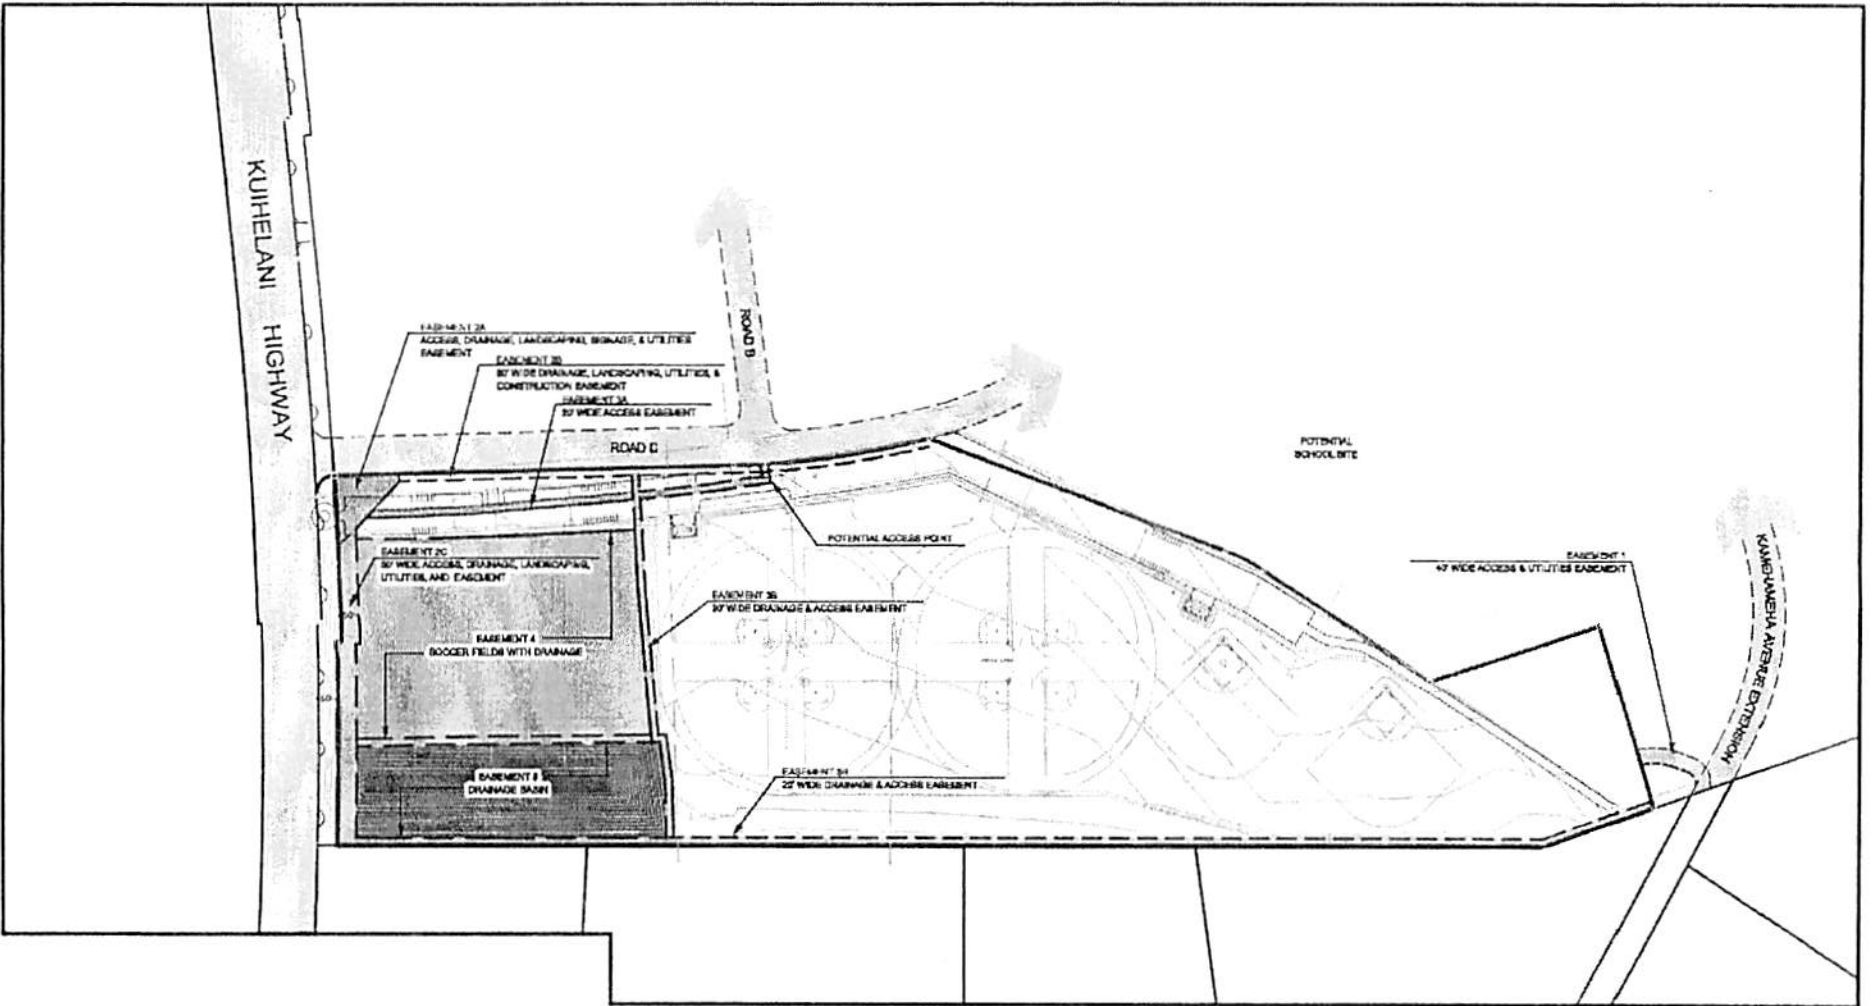 KUIHELANI HIGHWAY
EASEMENT 2A
ACCESS, DRAINAGE, LANDSCAPING, SIGNAGE, & UTILITIES
EASEMENT
EASEMENT
WIDE DRAINAGE, LANDSCAPING, UTILITIES, &
CONSTRUCTION EASEMENT
EASEMENT 3A
WIDE ACCESS EASEMENT
ROAD B
ROAD C
POTENTIAL
SCHOOL SITE
POTENTIAL ACCESS POINT
EASEMENT 2C
WIDE ACCESS, DRAINAGE, LANDSCAPING,
UTILITIES, AND EASEMENT
EASEMENT 1
40' WIDE ACCESS & UTILITIES EASEMENT
KAMEHAMEHA AVENUE EXTENSION
EASEMENT 3B
WIDE DRAINAGE & ACCESS EASEMENT
EASEMENT 4
SOCCER FIELDS WITH DRAINAGE
EASEMENT
DRAINAGE BASIN
EASEMENT
WIDE DRAINAGE & ACCESS EASEMENT